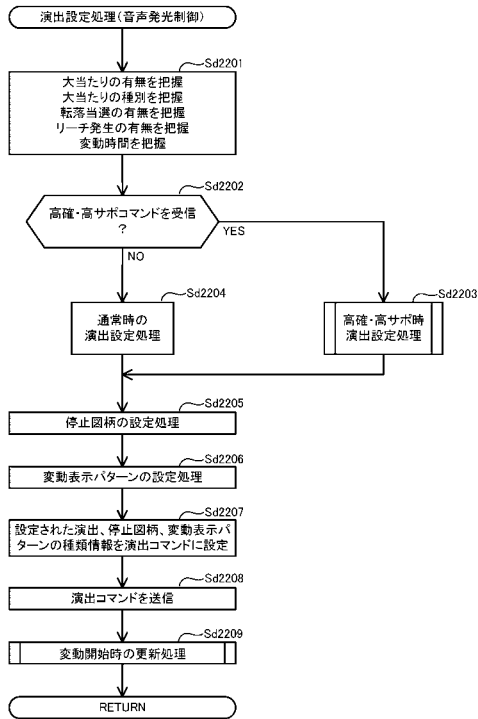 演出設定処理(音声発光制御)
Sd2201
大当たりの有無を把握
大当たりの種別を把握
転落当選の有無を把握
リーチ発生の有無を把握
変動時間を把握
Sd2202
高確・高サポコマンドを受信
?
YES
NO
Sd2204
通常時の
演出設定処理
Sd2203
高確・高サポ時
演出設定処理
Sd2205
停止図柄の設定処理
Sd2206
変動表示パターンの設定処理
Sd2207
設定された演出、停止図柄、変動表示パ
ターンの種類情報を演出コマンドに設定
Sd2208
演出コマンドを送信
Sd2209
変動開始時の更新処理
RETURN